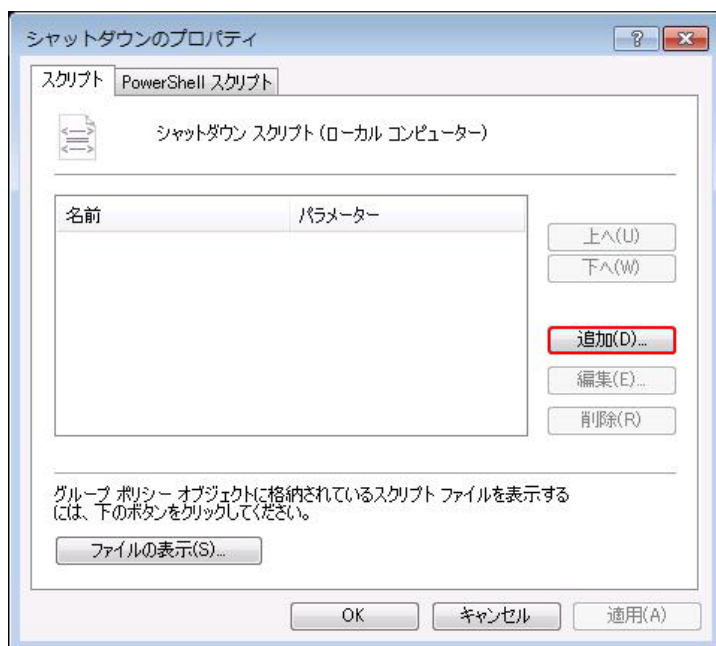 シャットダウンのプロパティ
スクリプト PowerShell スクリプト
シャットダウン スクリプト (ローカル コンピューター)
名前 パラメーター
上へ(U)
下へ(W)
追加(D)...
編集(E)...
削除(R)
グループ ポリシー オブジェクトに格納されているスクリプト ファイルを表示する
には、下のボタンをクリックしてください。
ファイルの表示(S)...
OK キャンセル 適用(A)